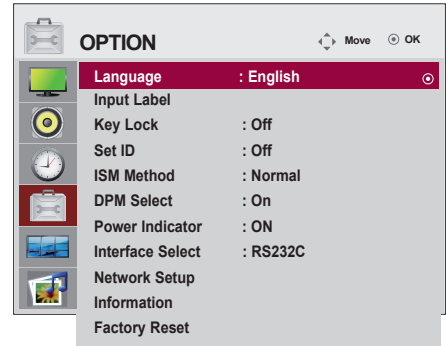 OPTION Move OK
Language : English
Input Label
Key Lock : Off
Set ID : Off
ISM Method : Normal
DPM Select : On
Power Indicator : ON
Interface Select : RS232C
Network Setup
Information
Factory Reset